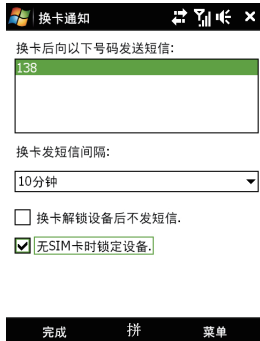 换卡通知
换卡后向以下号码发送短信:
138
换卡发短信间隔:
10分钟
换卡解锁设备后不发短信.
无SIM卡时锁定设备.
完成 拼 菜单